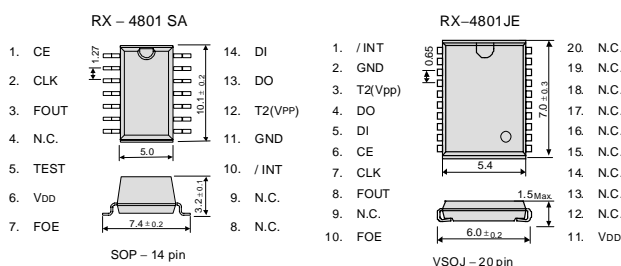 RX – 4801 SA
1. CE
2. CLK
3. FOUT
4. N.C.
5. TEST
6. VDD
7. FOE
1.27
10.1 ± 0.2
5.0
3.2 ± 0.1
7.4 ± 0.2
14. DI
13. DO
12. T2(VPP)
11. GND
10. / INT
9. N.C.
8. N.C.
SOP – 14 pin
RX–4801JE
1. / INT
2. GND
3. T2(Vpp)
4. DO
5. DI
6. CE
7. CLK
8. FOUT
9. N.C.
10. FOE
0.65
7.0 ± 0.3
5.4
1.5 Max.
6.0 ± 0.2
20. N.C.
19. N.C.
18. N.C.
17. N.C.
16. N.C.
15. N.C.
14. N.C.
13. N.C.
12. N.C.
11. VDD
VSOJ – 20 pin